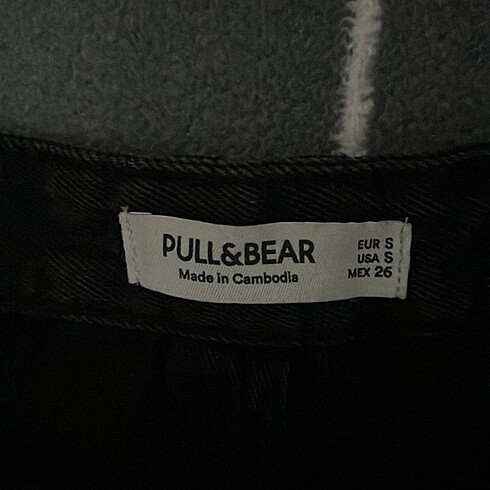 PULL&BEAR
Made in Cambodia
EUR S
USA S
MEX 26